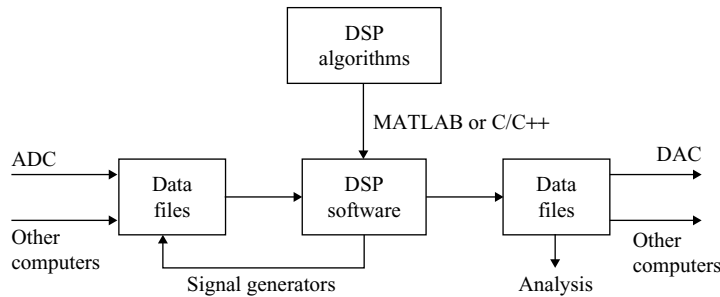 DSP
algorithms
MATLAB or C/C++
ADC
DAC
Data
files
DSP
software
Data
files
Other
computers
Other
computers
Signal generators
Analysis